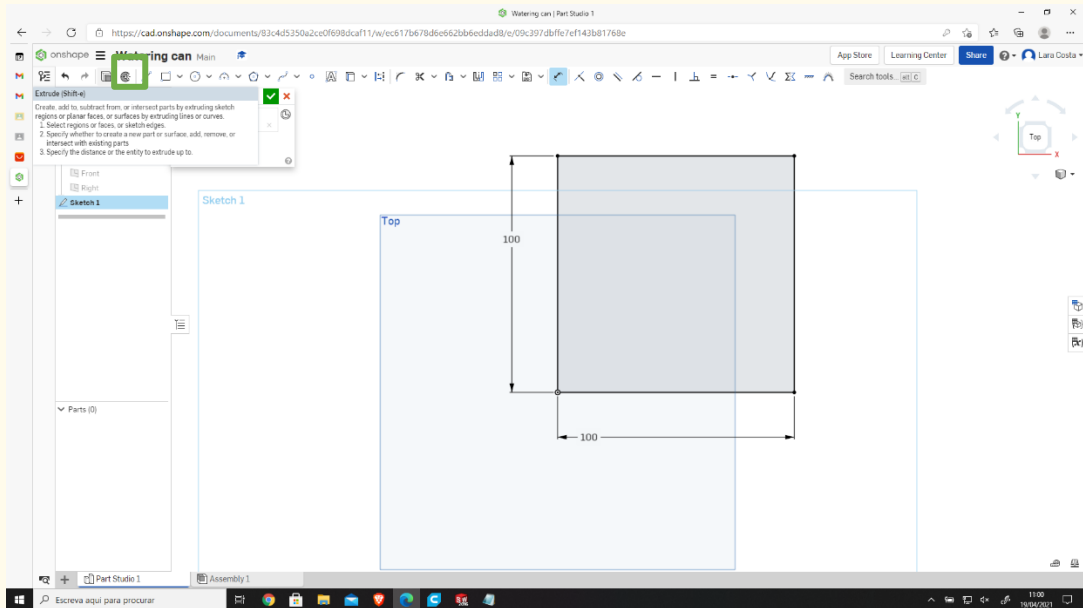 Watering can | Part Studio 1
https://cad.onshape.com/documents/83c4d5350a2ce0f698dcaf11/w/ec617b678d6e662bb6eddad8/e/09c397dbffe7ef143b81768e
onshape Watering can Main App Store Learning Center Share Lara Costa
Search tools... alt C
Extrude (Shift-e)
Create, add to, subtract from, or intersect parts by extruding sketch
regions or planar faces, or surfaces by extruding lines or curves.
1. Select regions or faces, or sketch edges.
2. Specify whether to create a new part or surface, add, remove, or
intersect with existing parts
3. Specify the distance or the entity to extrude up to.
Front
Right
Sketch 1
Sketch 1
Top
100
100
Y
Top
X
Parts (0)
Part Studio 1 Assembly 1
Escreva aqui para procurar
11:00
19/04/2021